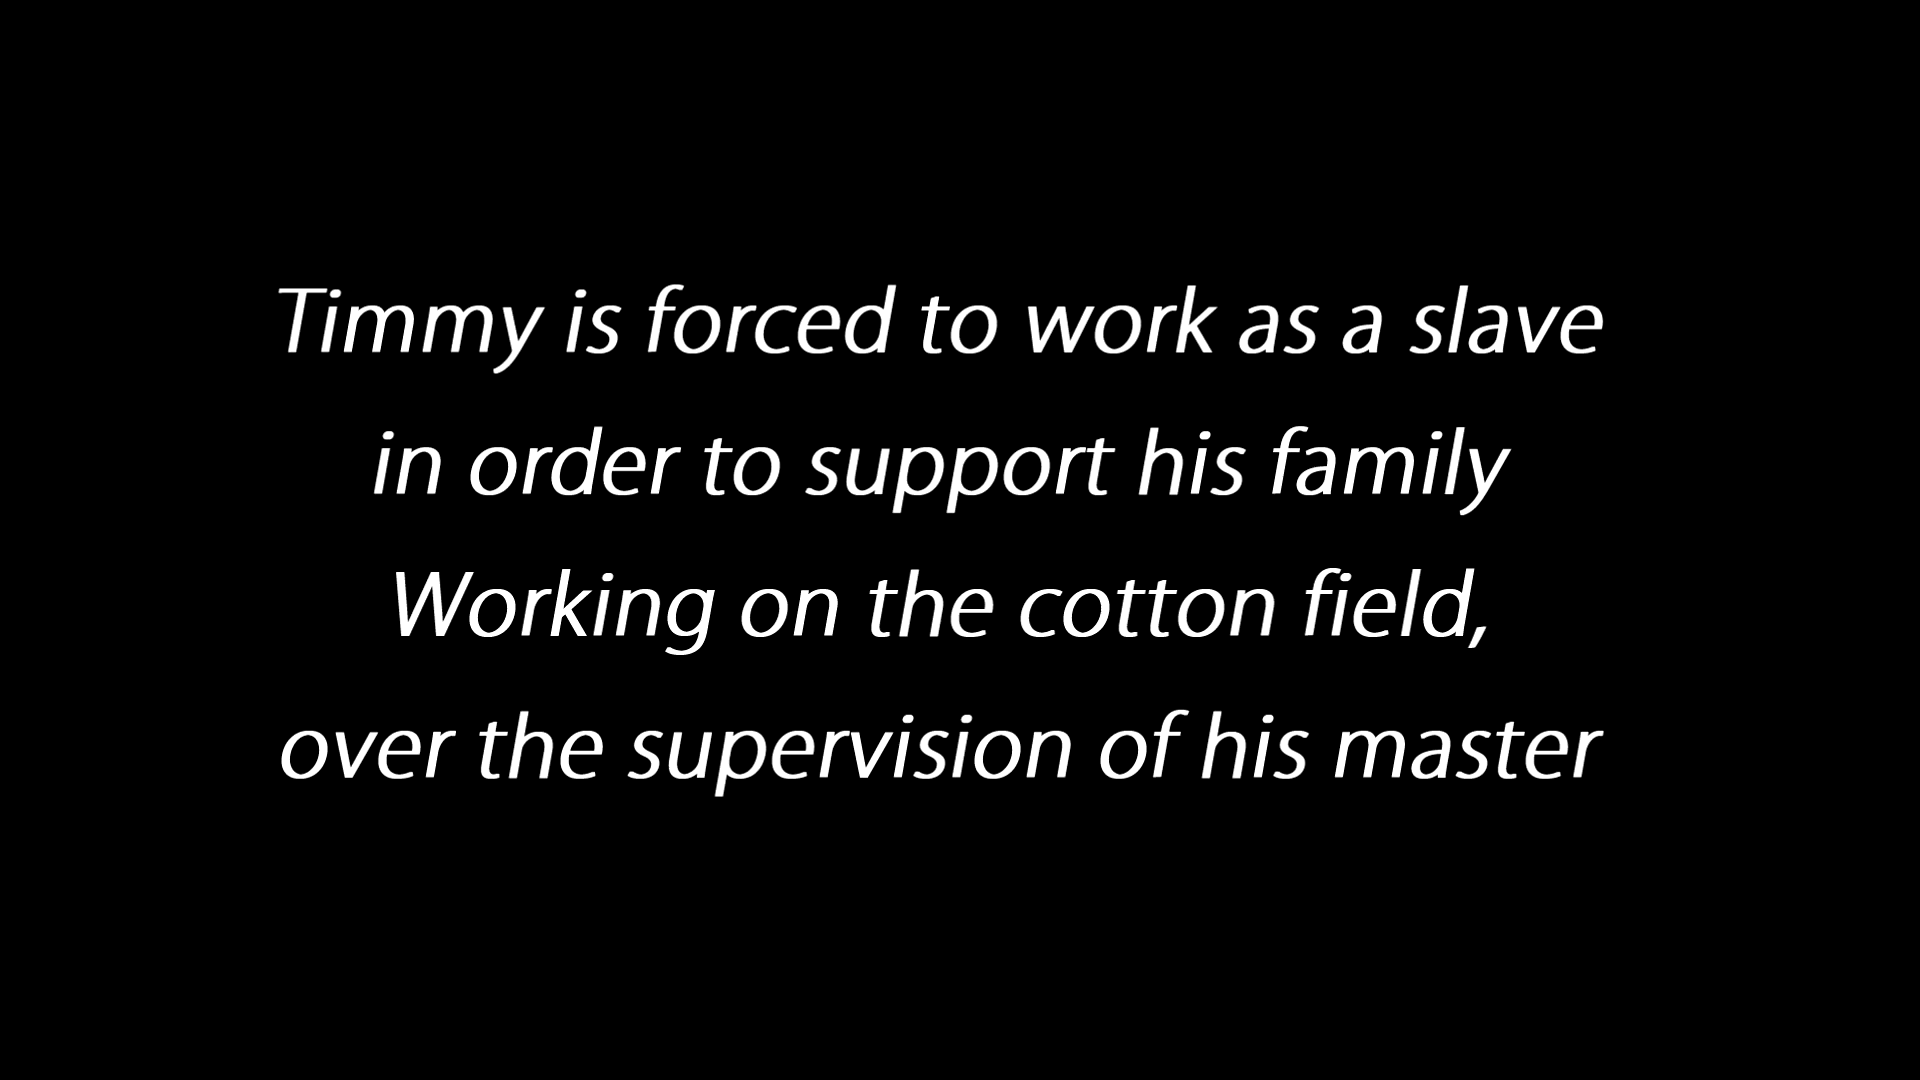 Timmy is forced to work as a slave
in order to support his family
Working on the cotton field,
over the supervision of his master